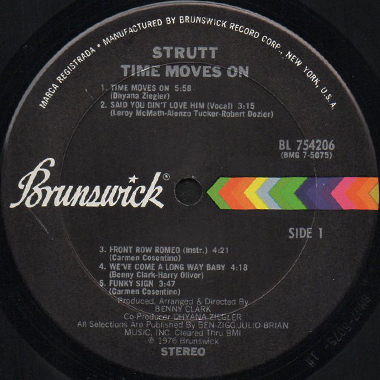 MARCA REGISTRADA • MANUFACTURED BY BRUNSWICK RECORD CORP., NEW YORK, U.S.A.
STRUTT
TIME MOVES ON
1. TIME MOVES ON 5:58
(Dhyana Ziegler)
2. SAID YOU DIN'T LOVE HIM (Vocal) 3:15
(Leroy McMath-Alonzo Tucker-Robert Dozier)
BL 754206
(BMG 7-5075)
Brunswick®
SIDE 1
3. FRONT ROW ROMEO (Instr.) 4:21
(Carmen Cosentino)
4. WE'VE COME A LONG WAY BABY 4:18
(Benny Clark-Harry Oliver)
5. FUNKY SIGN 3:47
(Carmen Cosentino)
Produced, Arranged & Directed By
BENNY CLARK
Co-Producer DHYANA ZIEGLER
All Selections Are Published By BEN-ZIGG JULIO-BRIAN
MUSIC, INC. Cleared Thru BMI
℗ 1976 Brunswick
STEREO